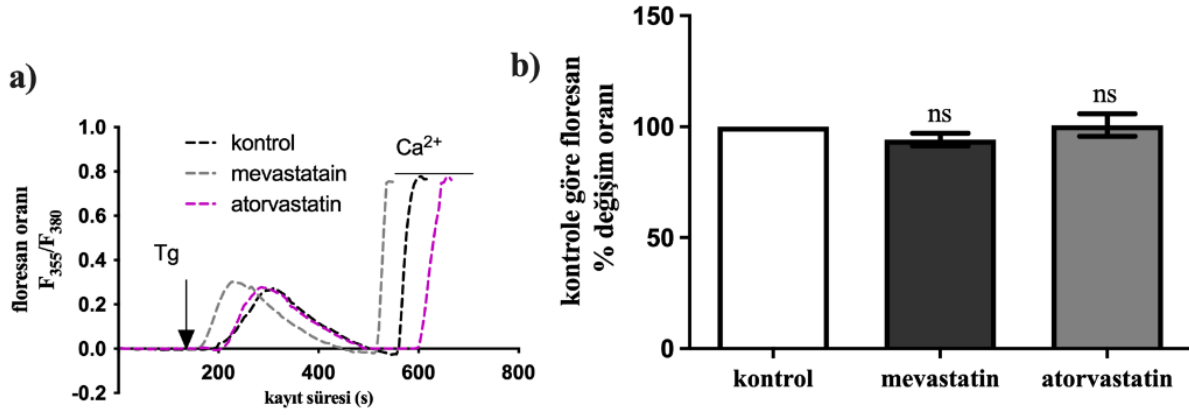 a)
floresan oranı
F355/F380
1.0
0.8
0.6
0.4
0.2
0.0
-0.2
kontrol
mevastatain
atorvastatin
Ca2+
Tg
200
400
600
800
kayıt süresi (s)
b)
kontrole göre floresan
% değişim oranı
150
100
50
0
ns
ns
kontrol
mevastatin
atorvastatin